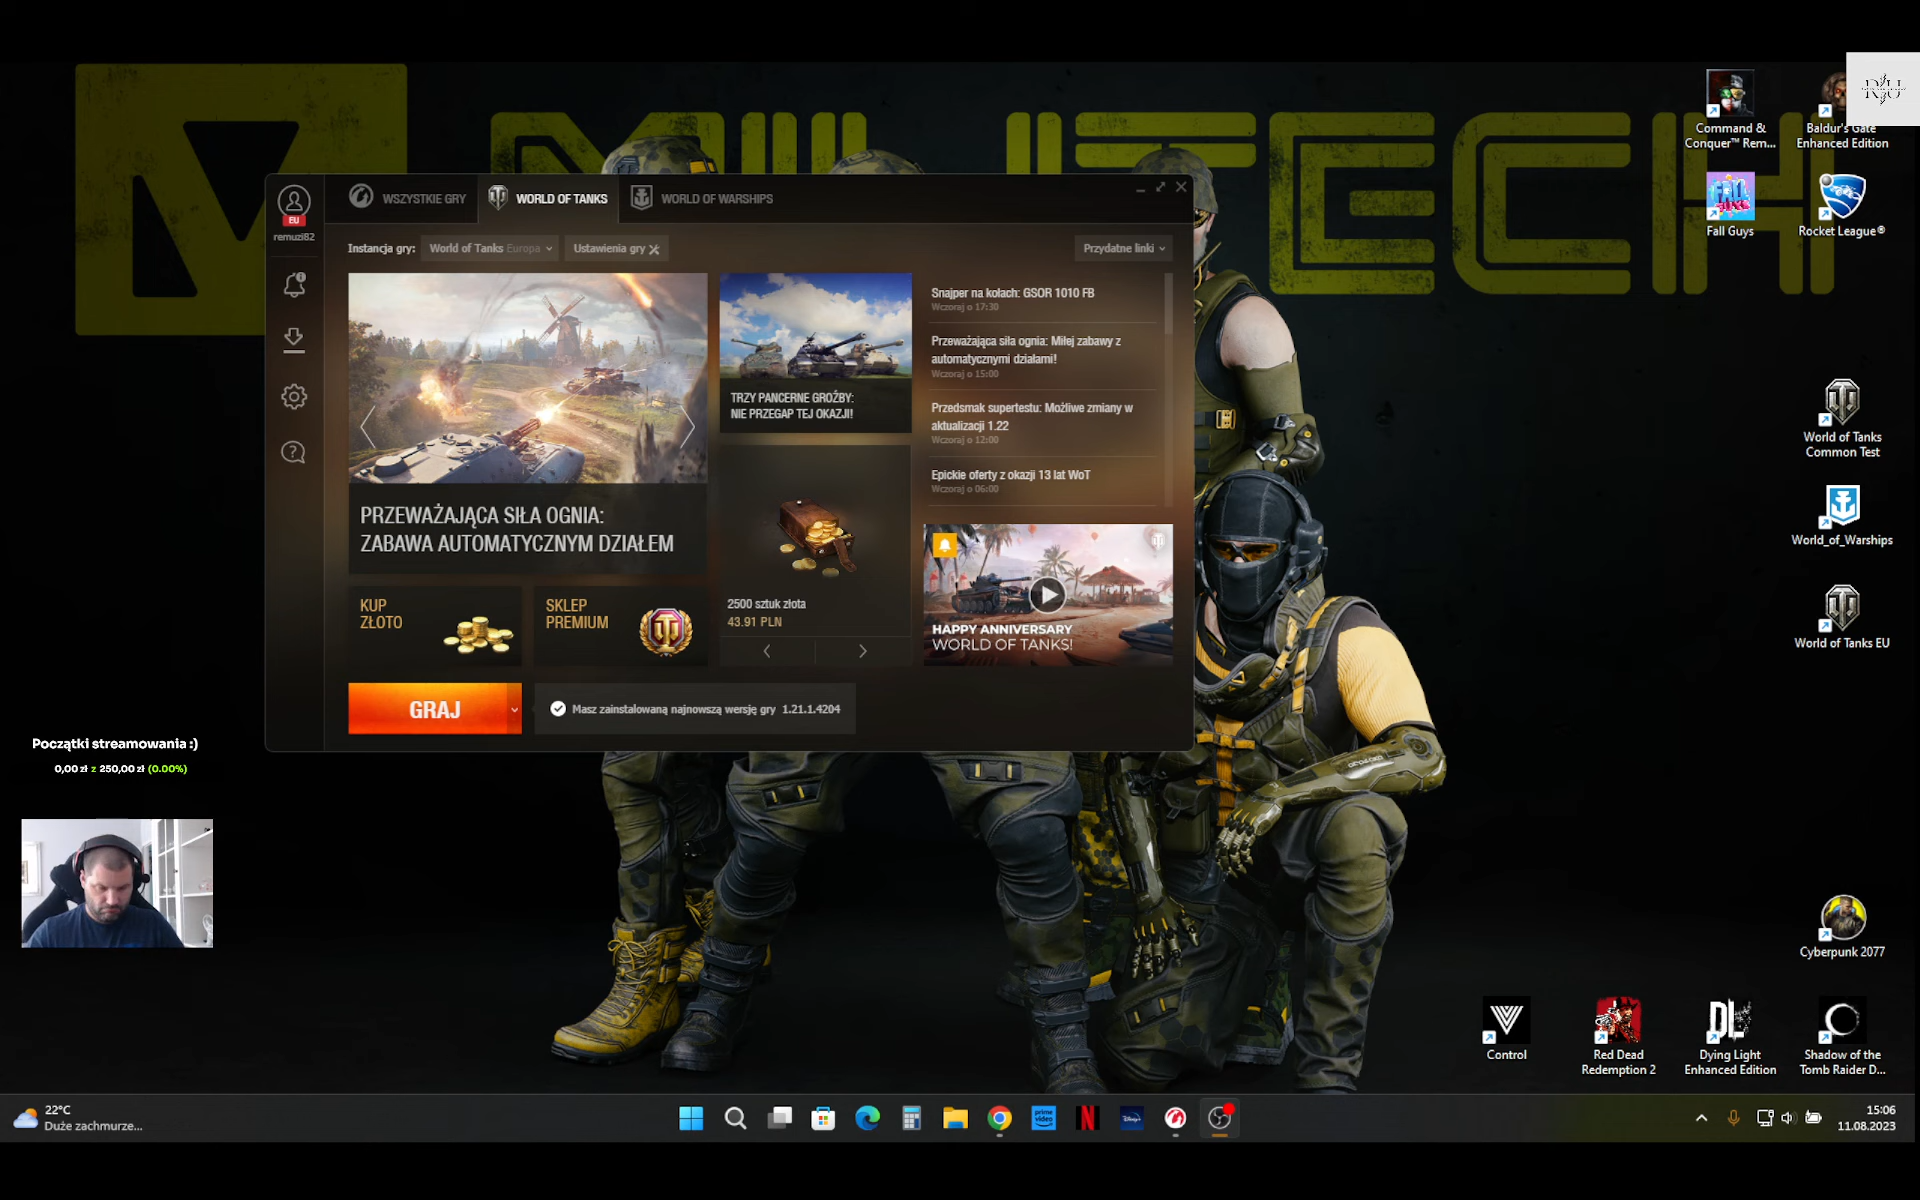 MILITECH
Command &
Conquer™ Rem...
Baldur's Gate
Enhanced Edition
Fall Guys
Rocket League®
EU
remuzi82
WSZYSTKIE GRY
WORLD OF TANKS
WORLD OF WARSHIPS
Instancja gry:
World of Tanks Europa
Ustawienia gry
Przydatne linki
PRZEWAŻAJĄCA SIŁA OGNIA:
ZABAWA AUTOMATYCZNYM DZIAŁEM
TRZY PANCERNE GROŹBY:
NIE PRZEGAP TEJ OKAZJI!
Snajper na kołach: GSOR 1010 FB
Wczoraj o 17:30
Przeważająca siła ognia: Miłej zabawy z
automatycznymi działami!
Wczoraj o 15:00
Przedsmak supertestu: Możliwe zmiany w
aktualizacji 1.22
Wczoraj o 12:00
Epickie oferty z okazji 13 lat WoT
Wczoraj o 06:00
KUP
ZŁOTO
SKLEP
PREMIUM
2500 sztuk złota
43.91 PLN
HAPPY ANNIVERSARY
WORLD OF TANKS!
GRAJ
Masz zainstalowaną najnowszą wersję gry 1.21.1.4204
World of Tanks
Common Test
World_of_Warships
World of Tanks EU
Początki streamowania :)
0,00 zł z 250,00 zł (0.00%)
Cyberpunk 2077
Control
Red Dead
Redemption 2
DL
Dying Light
Enhanced Edition
Shadow of the
Tomb Raider D...
22°C
Duże zachmurze...
prime video
Disney+
15:06
11.08.2023